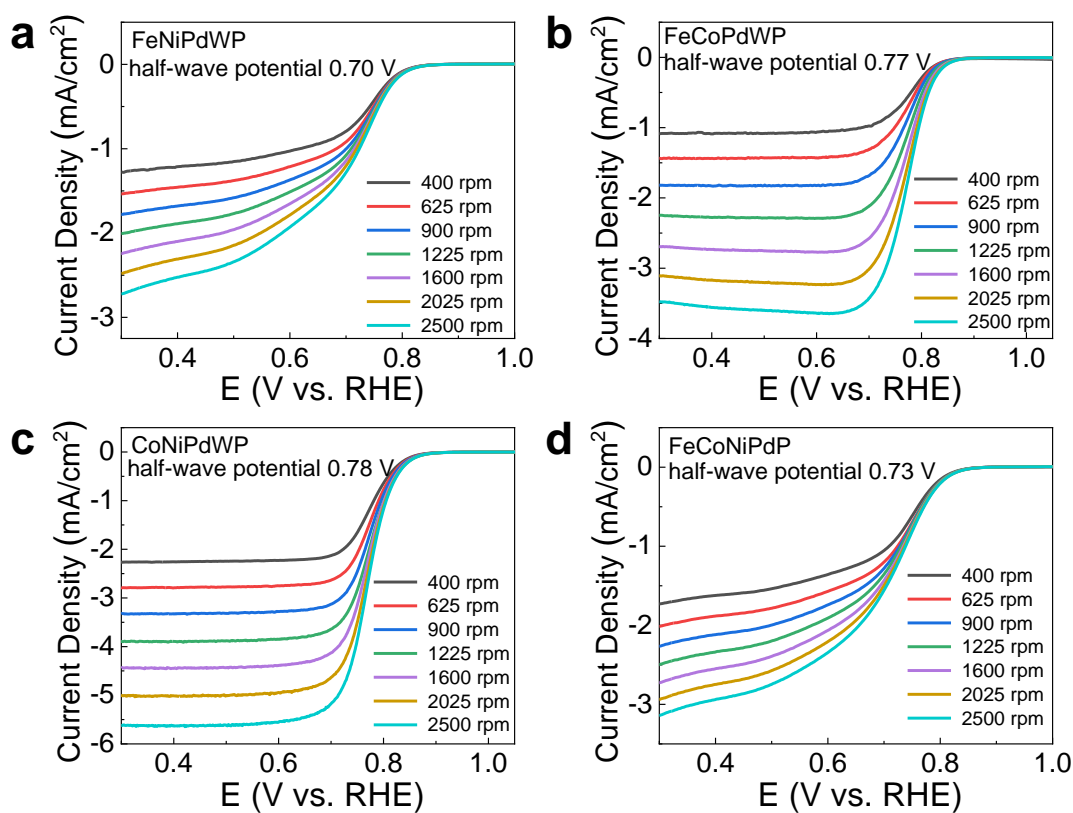 a
FeNiPdWP
half-wave potential 0.70 V
0
-1
-2
-3
Current Density (mA/cm²)
400 rpm
625 rpm
900 rpm
1225 rpm
1600 rpm
2025 rpm
2500 rpm
0.4 0.6 0.8 1.0
E (V vs. RHE)
b
FeCoPdWP
half-wave potential 0.77 V
0
-1
-2
-3
-4
Current Density (mA/cm²)
400 rpm
625 rpm
900 rpm
1225 rpm
1600 rpm
2025 rpm
2500 rpm
0.4 0.6 0.8 1.0
E (V vs. RHE)
c
CoNiPdWP
half-wave potential 0.78 V
0
-1
-2
-3
-4
-5
-6
Current Density (mA/cm²)
400 rpm
625 rpm
900 rpm
1225 rpm
1600 rpm
2025 rpm
2500 rpm
0.4 0.6 0.8 1.0
E (V vs. RHE)
d
FeCoNiPdP
half-wave potential 0.73 V
0
-1
-2
-3
Current Density (mA/cm²)
400 rpm
625 rpm
900 rpm
1225 rpm
1600 rpm
2025 rpm
2500 rpm
0.4 0.6 0.8 1.0
E (V vs. RHE)